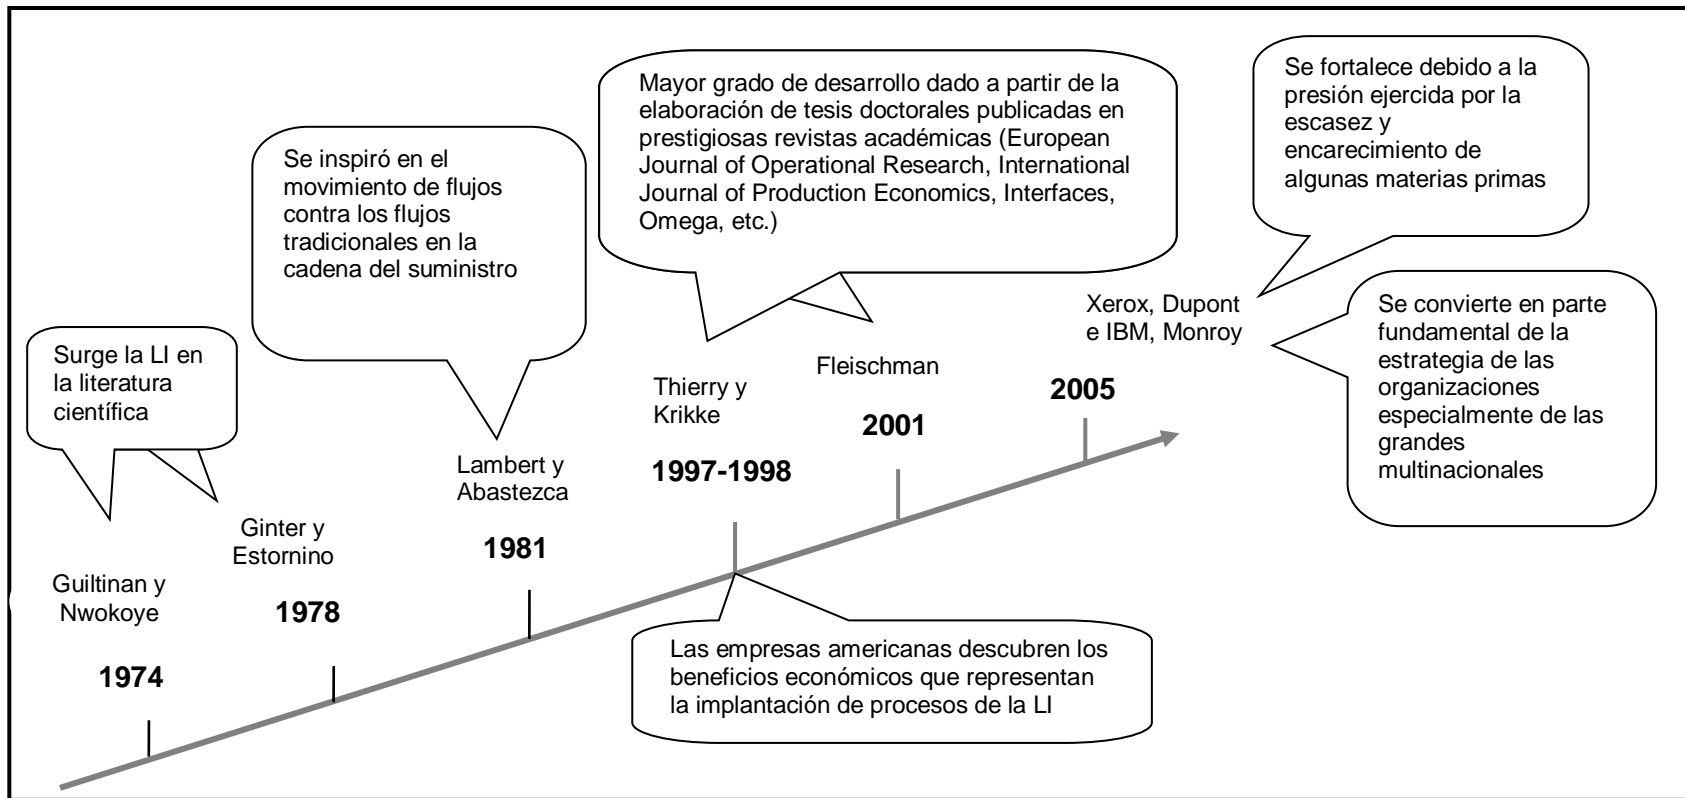 Surge la LI en
la literatura
científica
Guiltinan y
Nwokoye
1974
Ginter y
Estornino
1978
Se inspiró en el
movimiento de flujos
contra los flujos
tradicionales en la
cadena del suministro
Lambert y
Abastezca
1981
Mayor grado de desarrollo dado a partir de la
elaboración de tesis doctorales publicadas en
prestigiosas revistas académicas (European
Journal of Operational Research, International
Journal of Production Economics, Interfaces,
Omega, etc.)
Thierry y
Krikke
1997-1998
Las empresas americanas descubren los
beneficios económicos que representan
la implantación de procesos de la LI
Fleischman
2001
Se fortalece debido a la
presión ejercida por la
escasez y
encarecimiento de
algunas materias primas
Xerox, Dupont
e IBM, Monroy
2005
Se convierte en parte
fundamental de la
estrategia de las
organizaciones
especialmente de las
grandes
multinacionales